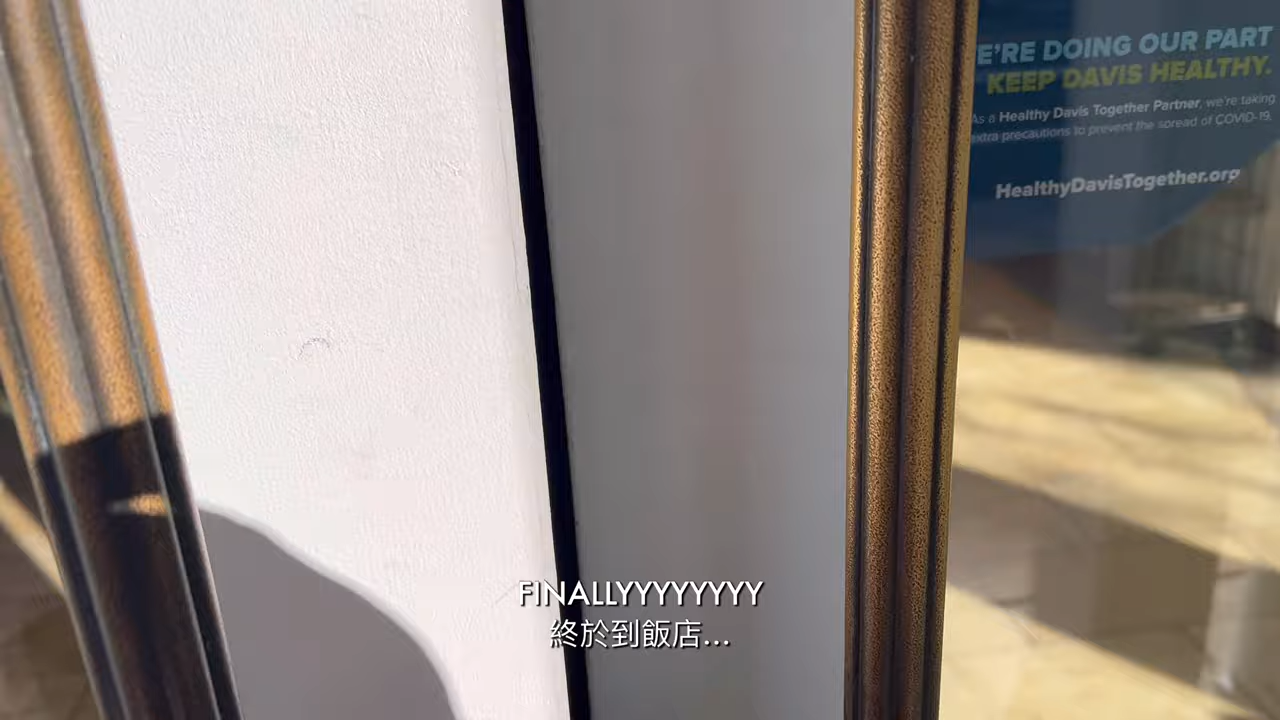 E'RE DOING OUR PART
KEEP DAVIS HEALTHY.
As a Healthy Davis Together Partner, we're taking
extra precautions to prevent the spread of COVID-19.
HealthyDavisTogether.org
FINALLYYYYYYYYY
終於到飯店...